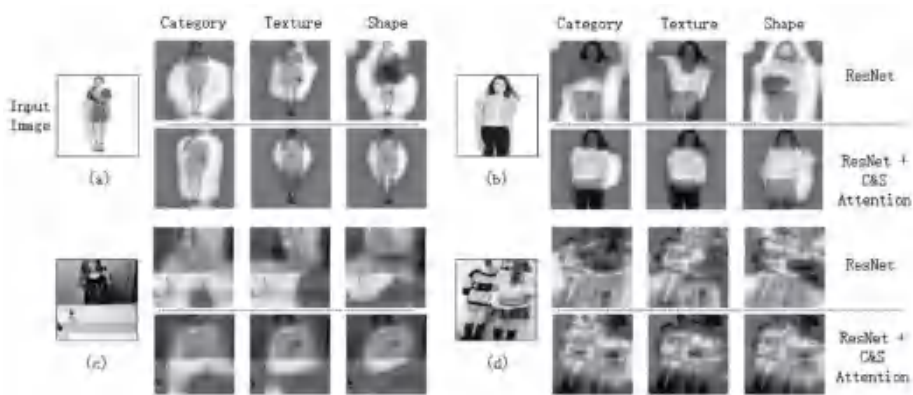 Category Texture Shape Category Texture Shape
ResNet
Input
Image
ResNet +
C&S
Attention
(a) (b)
ResNet
ResNet +
C&S
Attention
(c) (d)